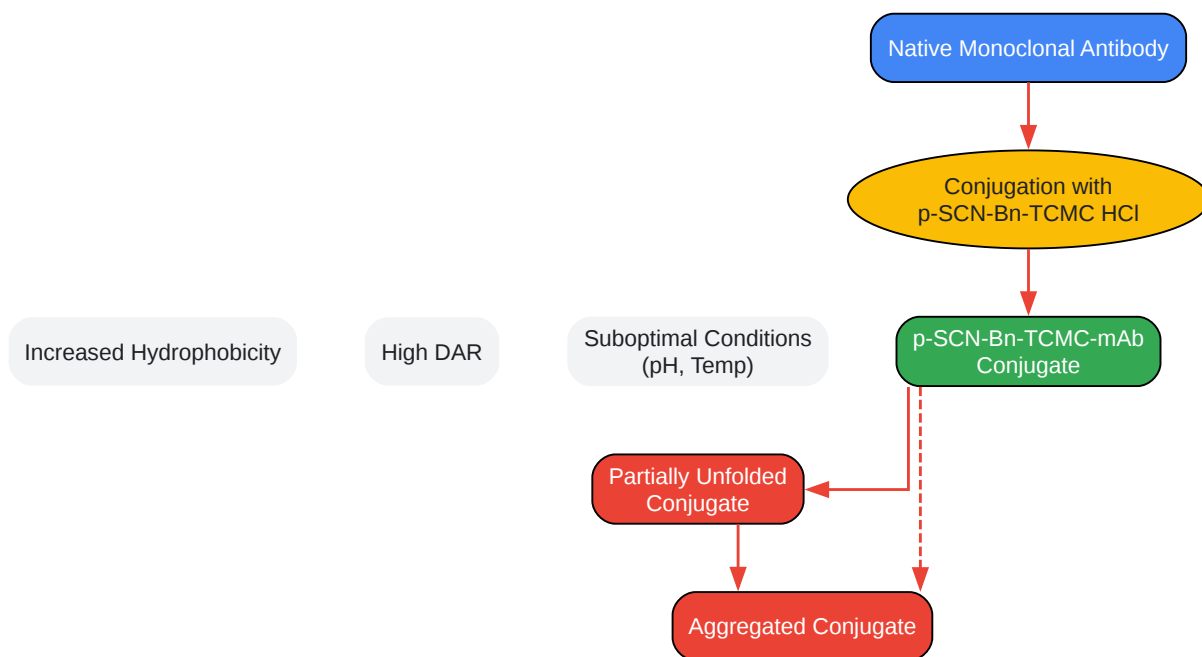 Native Monoclonal Antibody
Conjugation with
p-SCN-Bn-TCMC HCl
Increased Hydrophobicity
High DAR
Suboptimal Conditions
(pH, Temp)
p-SCN-Bn-TCMC-mAb
Conjugate
Partially Unfolded
Conjugate
Aggregated Conjugate